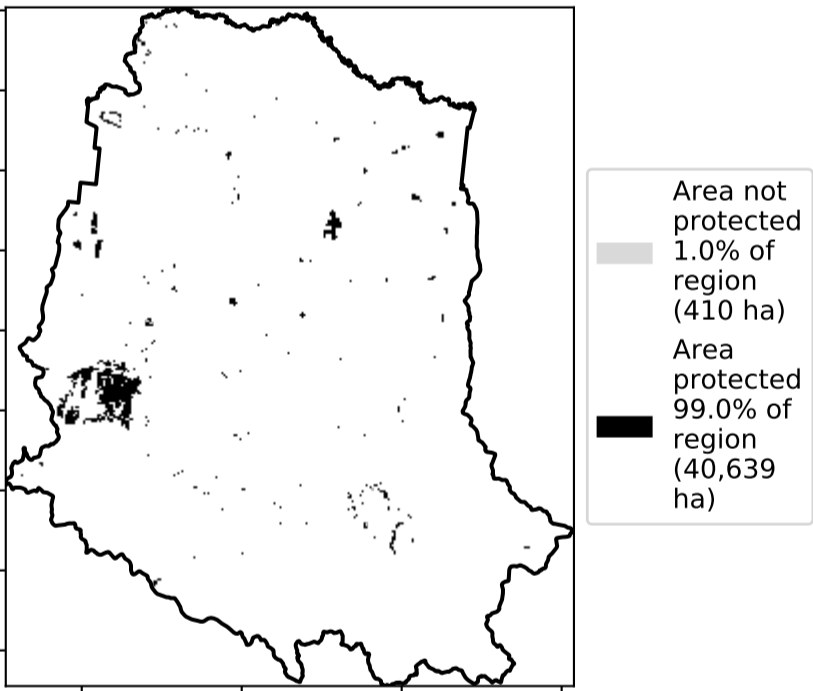 Area not
protected
1.0% of
region
(410 ha)
Area
protected
99.0% of
region
(40,639
ha)